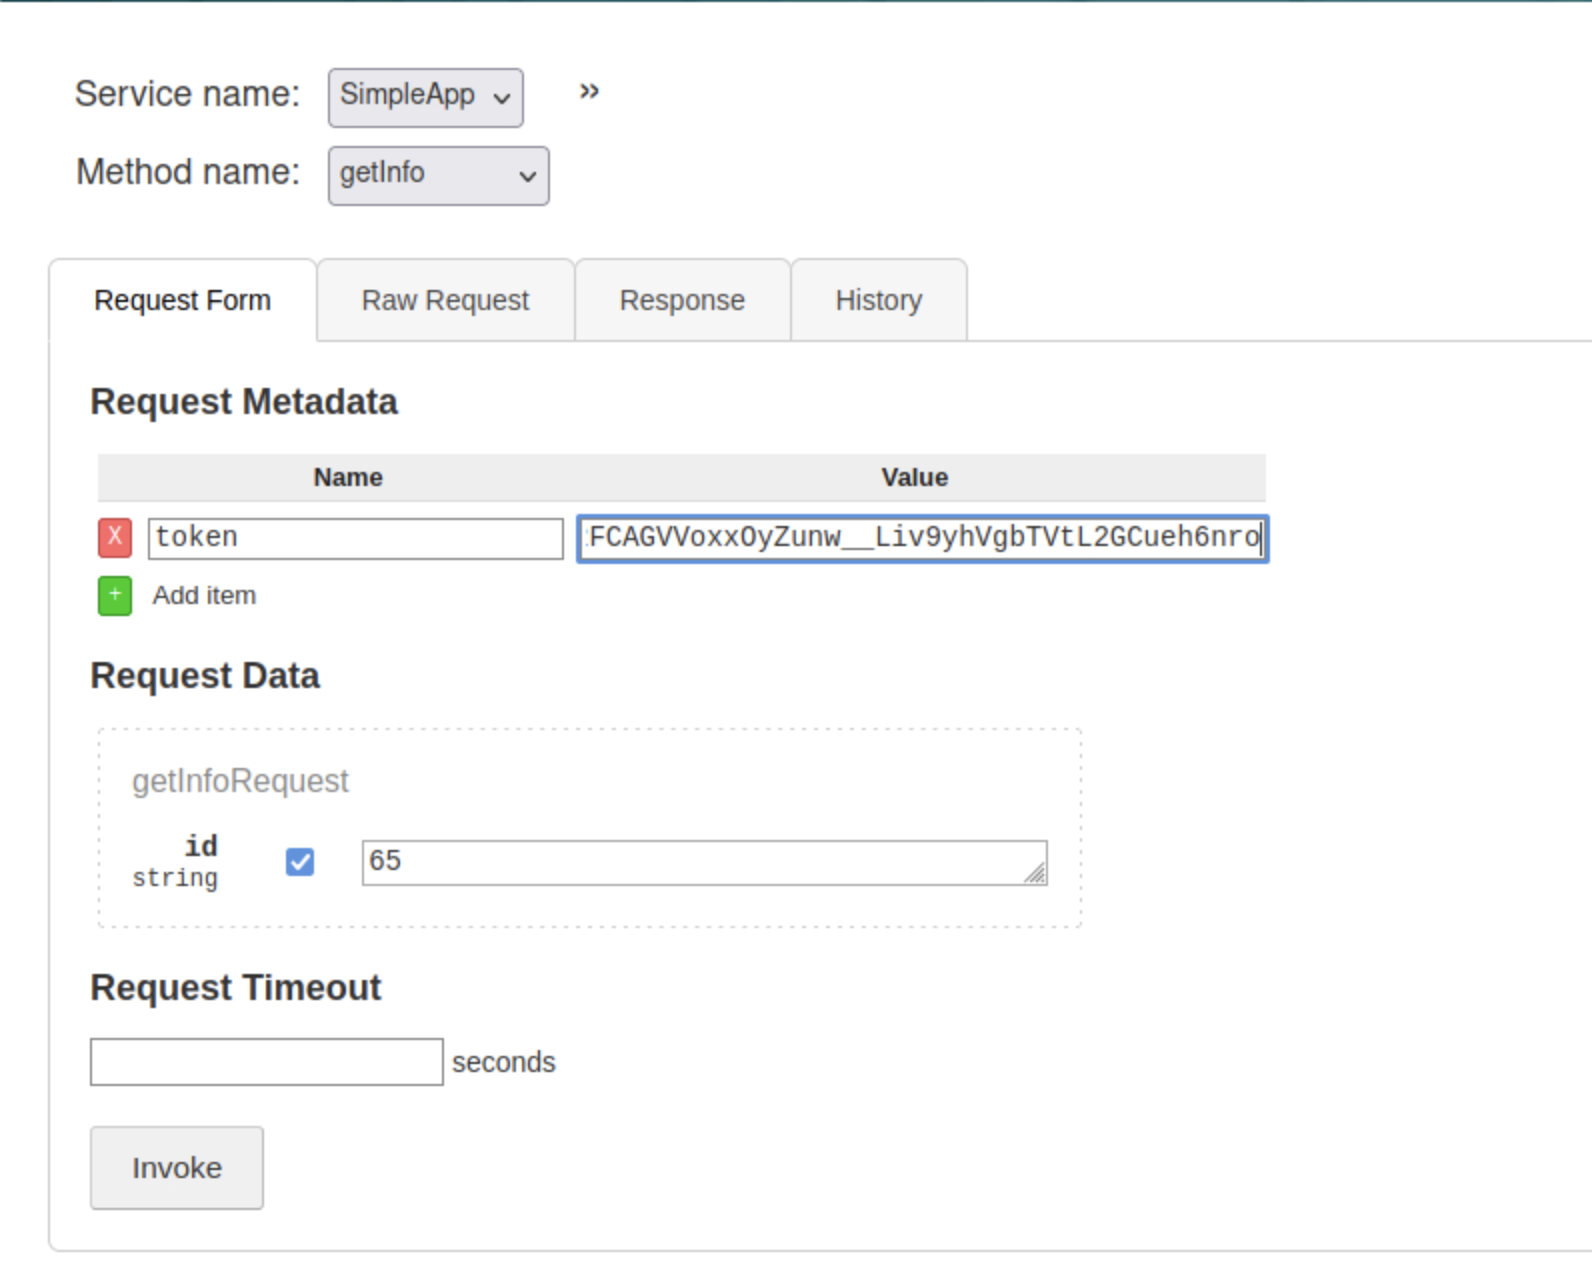 Service name: SimpleApp »
Method name: getInfo
Request Form Raw Request Response History
Request Metadata
Name Value
X token FCAGVVoxxOyZunw__Liv9yhVgbTVtL2GCueh6nro
+ Add item
Request Data
getInfoRequest
id
string
65
Request Timeout
seconds
Invoke